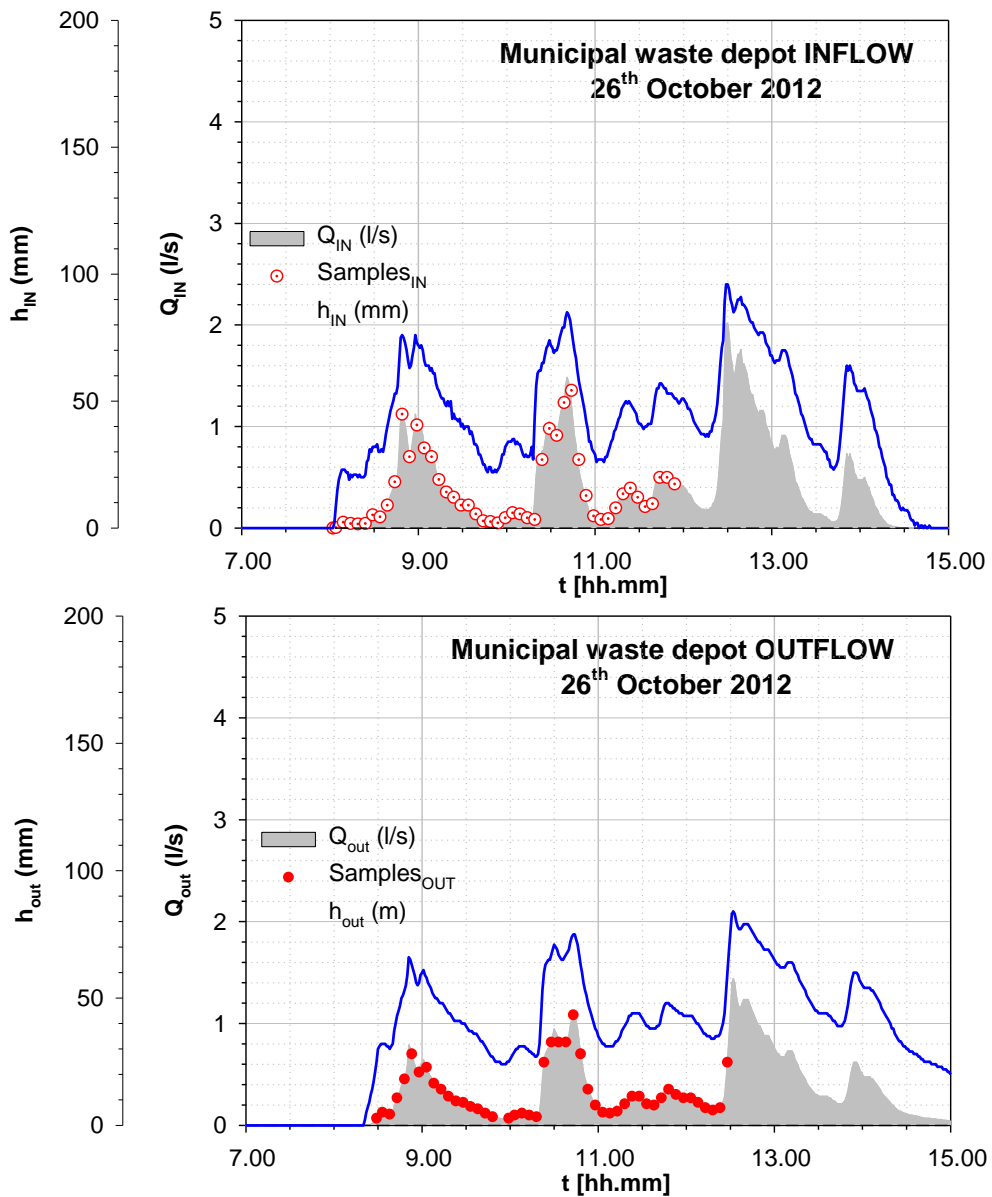 Municipal waste depot INFLOW
26th October 2012
200
150
100
50
0
h_IN (mm)
5
4
3
2
1
0
Q_IN (l/s)
Q_IN (l/s)
Samples_IN
h_IN (mm)
7.00 9.00 11.00 13.00 15.00
t [hh.mm]
Municipal waste depot OUTFLOW
26th October 2012
200
150
100
50
0
h_out (mm)
5
4
3
2
1
0
Q_out (l/s)
Q_out (l/s)
Samples_OUT
h_out (m)
7.00 9.00 11.00 13.00 15.00
t [hh.mm]